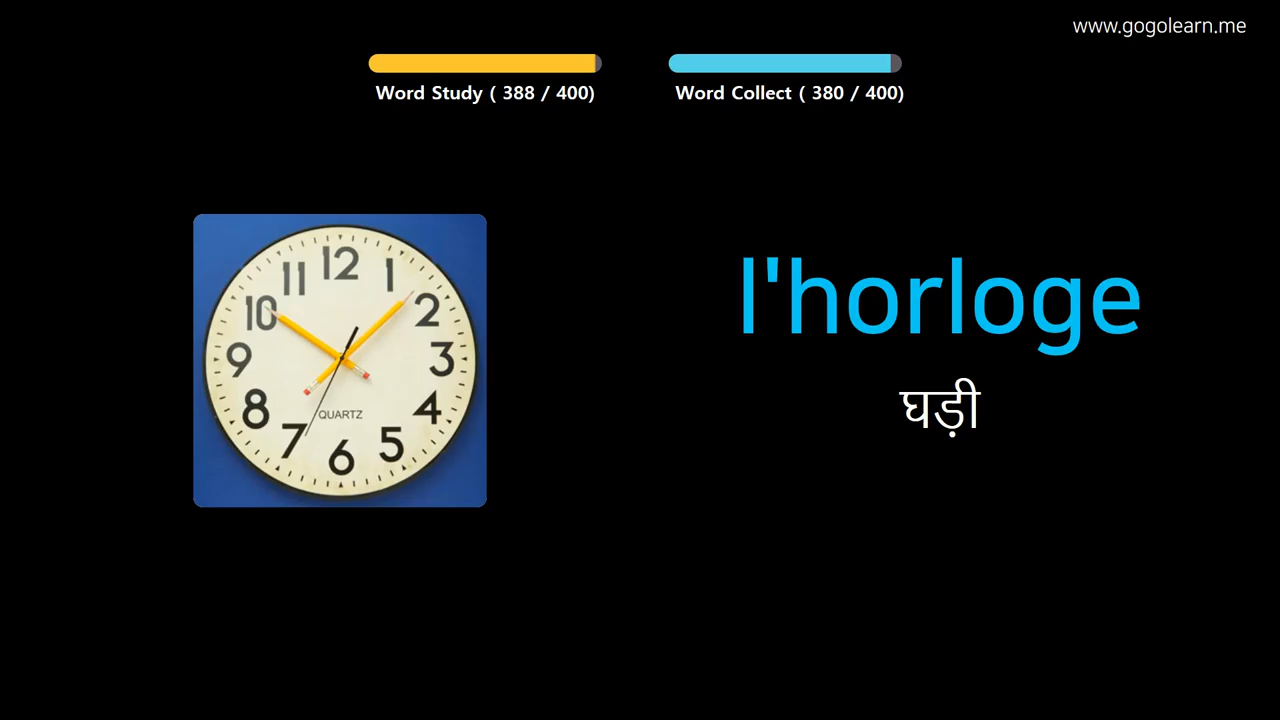 www.gogolearn.me
Word Study ( 388 / 400)
Word Collect ( 380 / 400)
12
11
1
10
2
9
3
8
4
QUARTZ
7
5
6
l'horloge
घड़ी